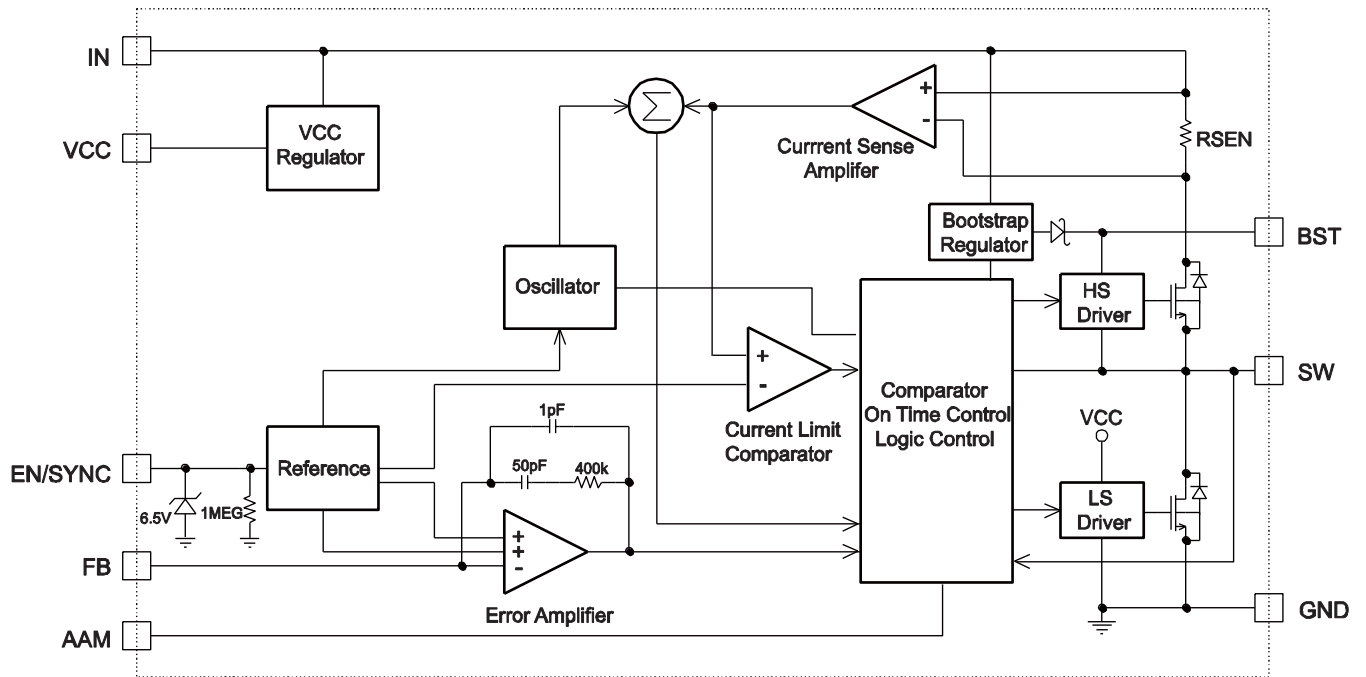 IN
VCC
VCC
Regulator
Σ
+
-
Currrent Sense
Amplifer
RSEN
Bootstrap
Regulator
BST
Oscillator
HS
Driver
+
-
Current Limit
Comparator
Comparator
On Time Control
Logic Control
SW
VCC
EN/SYNC
6.5V
1MEG
Reference
1pF
50pF
400k
LS
Driver
+
+
-
Error Amplifier
FB
AAM
GND